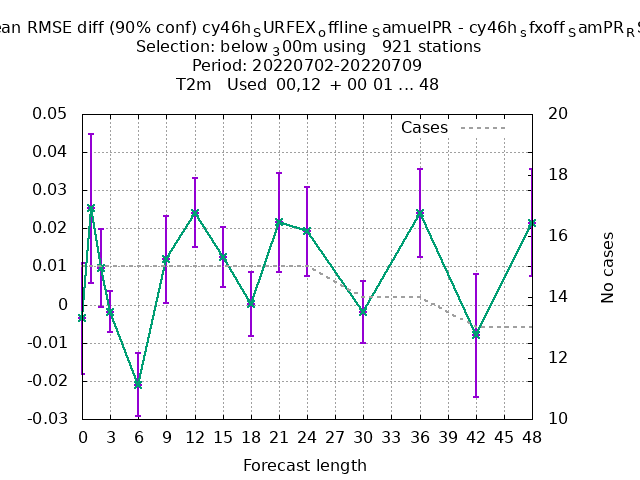 ean RMSE diff (90% conf) cy46h_SURFEX_offline_SamuelPR - cy46h_sfxoff_SamPR_RS
Selection: below_300m using 921 stations
Period: 20220702-20220709
T2m Used 00,12 + 00 01 ... 48
Cases
0.05
0.04
0.03
0.02
0.01
0
-0.01
-0.02
-0.03
20
18
16
14
12
10
No cases
0 3 6 9 12 15 18 21 24 27 30 33 36 39 42 45 48
Forecast length